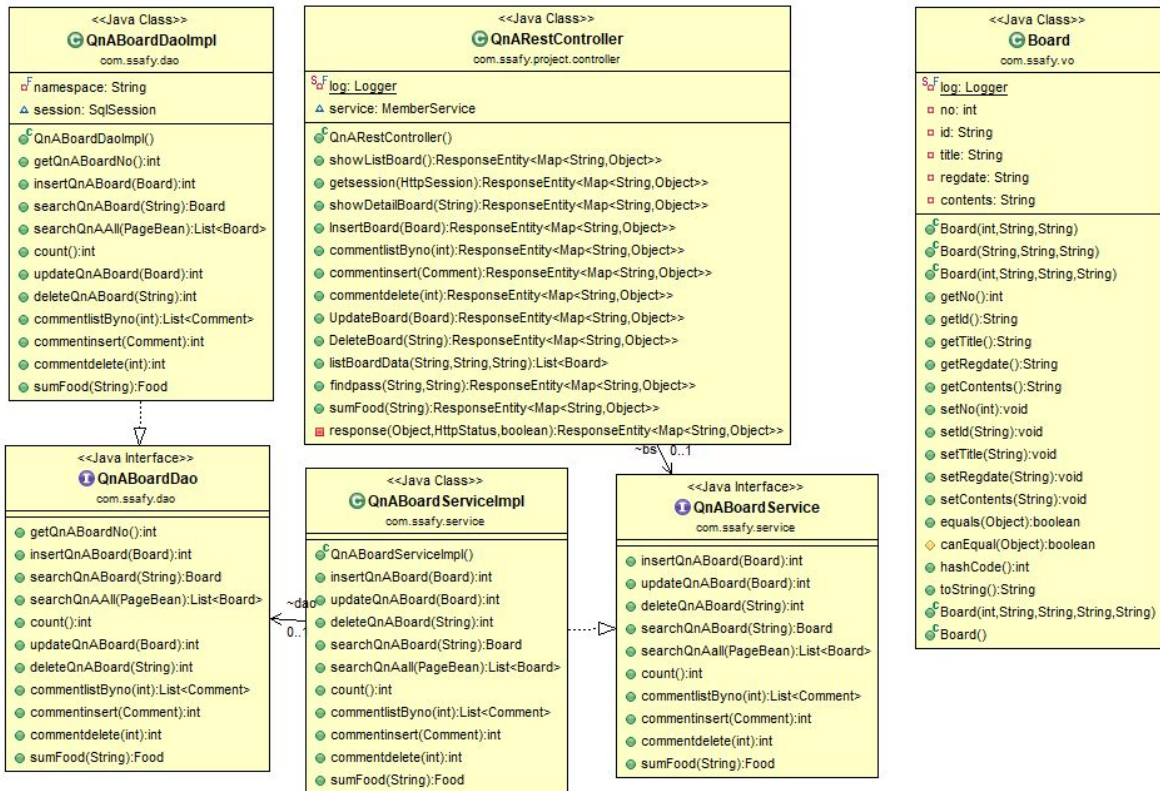 <<Java Class>>
QnABoardDaoImpl
com.ssafy.dao
namespace: String
session: SqlSession
QnABoardDaoImpl()
getQnABoardNo():int
insertQnABoard(Board):int
searchQnABoard(String):Board
searchQnAAll(PageBean):List<Board>
count():int
updateQnABoard(Board):int
deleteQnABoard(String):int
commentlistByno(int):List<Comment>
commentinsert(Comment):int
commentdelete(int):int
sumFood(String):Food
<<Java Class>>
QnARestController
com.ssafy.project.controller
log: Logger
service: MemberService
QnARestController()
showListBoard():ResponseEntity<Map<String,Object>>
getsession(HttpSession):ResponseEntity<Map<String,Object>>
showDetailBoard(String):ResponseEntity<Map<String,Object>>
InsertBoard(Board):ResponseEntity<Map<String,Object>>
commentlistByno(int):ResponseEntity<Map<String,Object>>
commentinsert(Comment):ResponseEntity<Map<String,Object>>
commentdelete(int):ResponseEntity<Map<String,Object>>
UpdateBoard(Board):ResponseEntity<Map<String,Object>>
DeleteBoard(String):ResponseEntity<Map<String,Object>>
listBoardData(String,String,String):List<Board>
findpass(String,String):ResponseEntity<Map<String,Object>>
sumFood(String):ResponseEntity<Map<String,Object>>
response(Object,HttpStatus,boolean):ResponseEntity<Map<String,Object>>
<<Java Class>>
Board
com.ssafy.vo
log: Logger
no: int
id: String
title: String
regdate: String
contents: String
Board(int,String,String)
Board(String,String,String)
Board(int,String,String,String)
getNo():int
getId():String
getTitle():String
getRegdate():String
getContents():String
setNo(int):void
setId(String):void
setTitle(String):void
setRegdate(String):void
setContents(String):void
equals(Object):boolean
canEqual(Object):boolean
hashCode():int
toString():String
Board(int,String,String,String,String)
Board()
<<Java Interface>>
QnABoardDao
com.ssafy.dao
getQnABoardNo():int
insertQnABoard(Board):int
searchQnABoard(String):Board
searchQnAAll(PageBean):List<Board>
count():int
updateQnABoard(Board):int
deleteQnABoard(String):int
commentlistByno(int):List<Comment>
commentinsert(Comment):int
commentdelete(int):int
sumFood(String):Food
~dao
0..1
<<Java Class>>
QnABoardServiceImpl
com.ssafy.service
QnABoardServiceImpl()
insertQnABoard(Board):int
updateQnABoard(Board):int
deleteQnABoard(String):int
searchQnABoard(String):Board
searchQnAall(PageBean):List<Board>
count():int
commentlistByno(int):List<Comment>
commentinsert(Comment):int
commentdelete(int):int
sumFood(String):Food
~bs 0..1
<<Java Interface>>
QnABoardService
com.ssafy.service
insertQnABoard(Board):int
updateQnABoard(Board):int
deleteQnABoard(String):int
searchQnABoard(String):Board
searchQnAall(PageBean):List<Board>
count():int
commentlistByno(int):List<Comment>
commentinsert(Comment):int
commentdelete(int):int
sumFood(String):Food